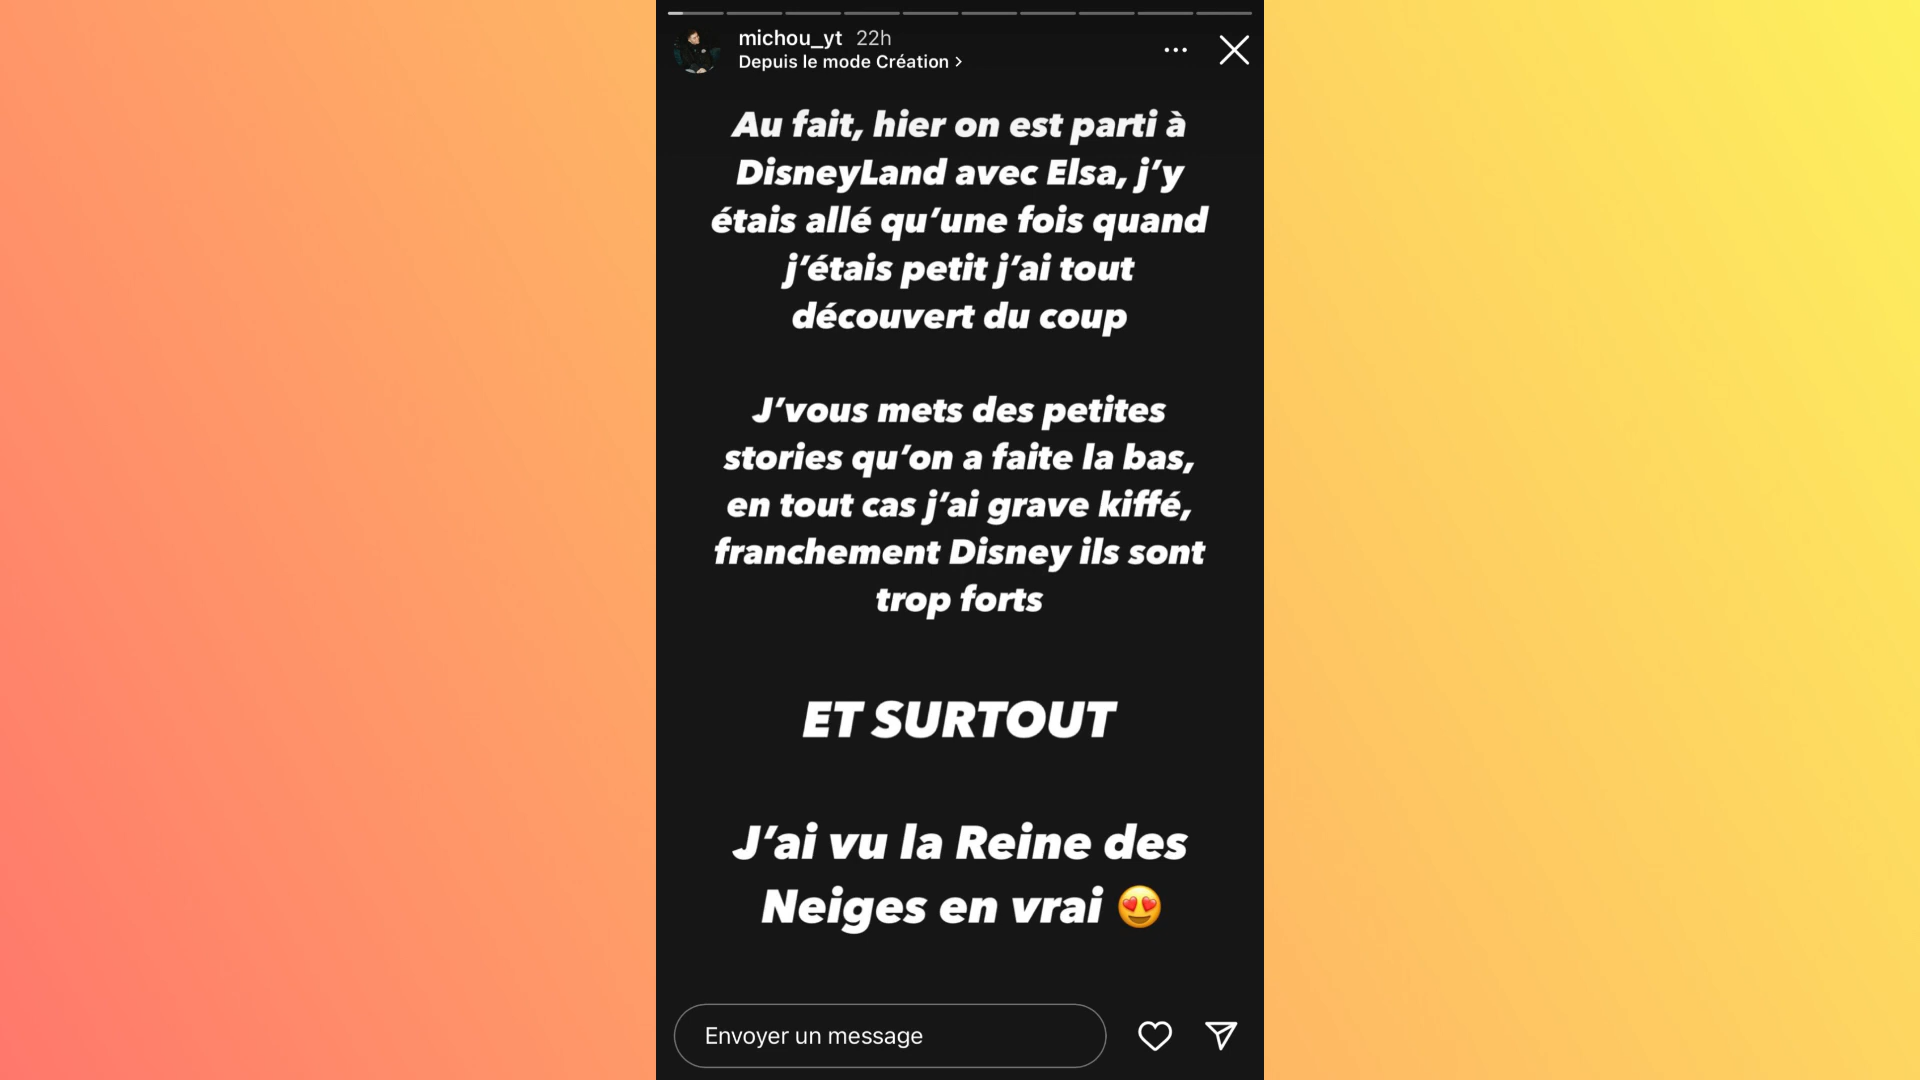 michou_yt 22h
Depuis le mode Création >
Au fait, hier on est parti à
DisneyLand avec Elsa, j’y
étais allé qu’une fois quand
j’étais petit j’ai tout
découvert du coup
J’vous mets des petites
stories qu’on a faite la bas,
en tout cas j’ai grave kiffé,
franchement Disney ils sont
trop forts
ET SURTOUT
J’ai vu la Reine des
Neiges en vrai 😍
Envoyer un message